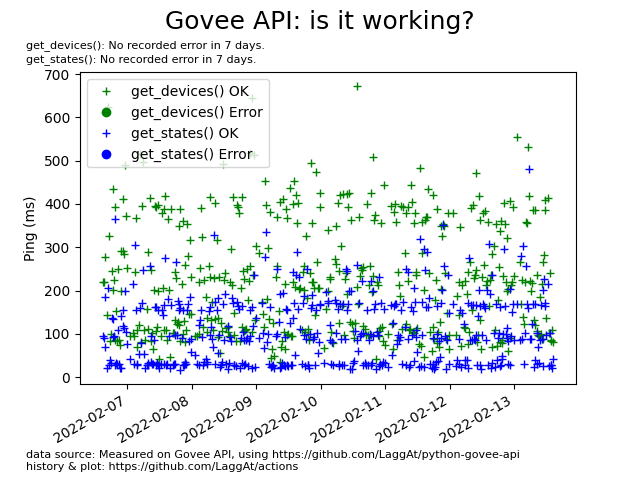 Govee API: is it working?
get_devices(): No recorded error in 7 days.
get_states(): No recorded error in 7 days.
700
600
500
400
300
200
100
0
Ping (ms)
get_devices() OK
get_devices() Error
get_states() OK
get_states() Error
2022-02-07
2022-02-08
2022-02-09
2022-02-10
2022-02-11
2022-02-12
2022-02-13
data source: Measured on Govee API, using https://github.com/LaggAt/python-govee-api
history & plot: https://github.com/LaggAt/actions